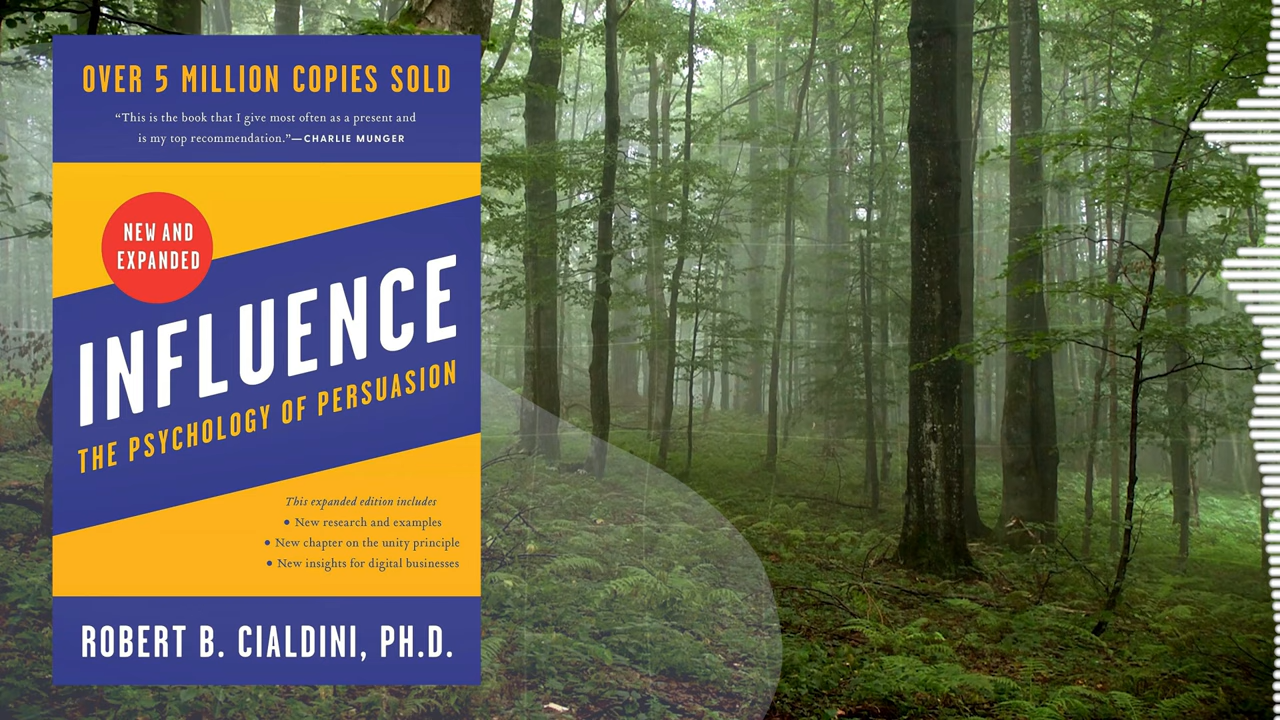 OVER 5 MILLION COPIES SOLD
“This is the book that I give most often as a present and
is my top recommendation.”—CHARLIE MUNGER
NEW AND
EXPANDED
INFLUENCE
THE PSYCHOLOGY OF PERSUASION
This expanded edition includes
• New research and examples
• New chapter on the unity principle
• New insights for digital businesses
ROBERT B. CIALDINI, PH.D.